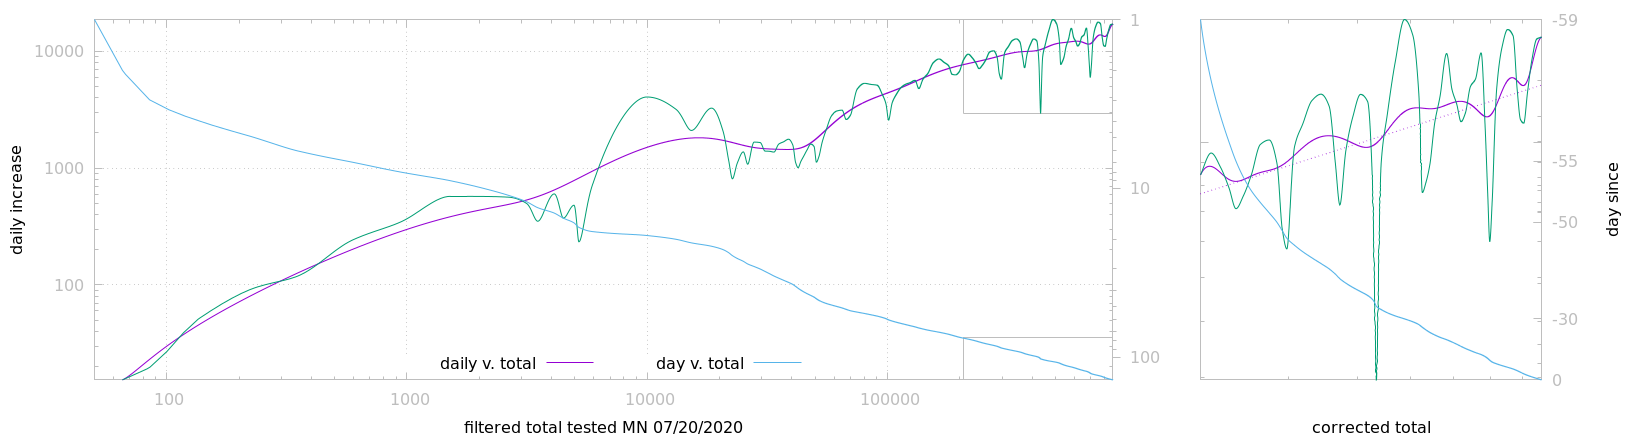 daily increase
10000
1000
100
daily v. total
day v. total
100
1000
10000
100000
filtered total tested MN 07/20/2020
1
10
100
-59
-55
-50
-30
0
day since
corrected total